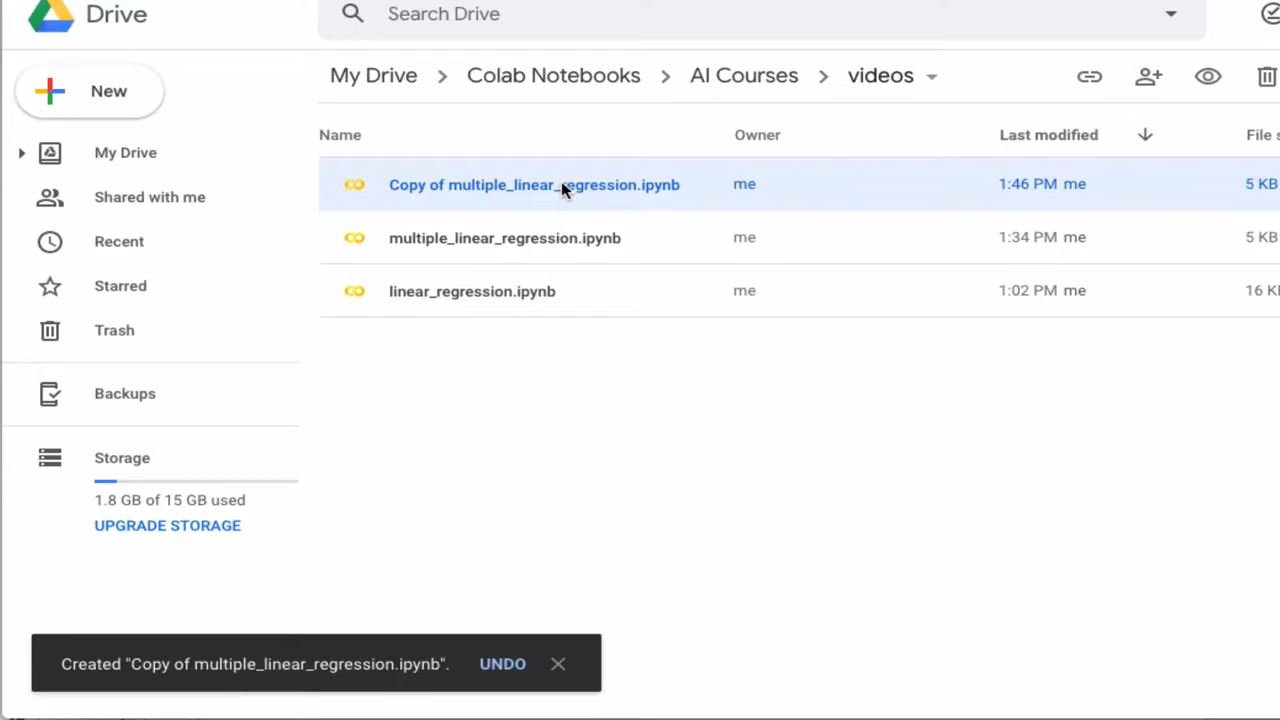 Drive
Search Drive
New
My Drive > Colab Notebooks > AI Courses > videos
My Drive
Shared with me
Recent
Starred
Trash
Backups
Storage
1.8 GB of 15 GB used
UPGRADE STORAGE
Name Owner Last modified File
Copy of multiple_linear_regression.ipynb me 1:46 PM me 5 KB
multiple_linear_regression.ipynb me 1:34 PM me 5 KB
linear_regression.ipynb me 1:02 PM me 16
Created "Copy of multiple_linear_regression.ipynb". UNDO